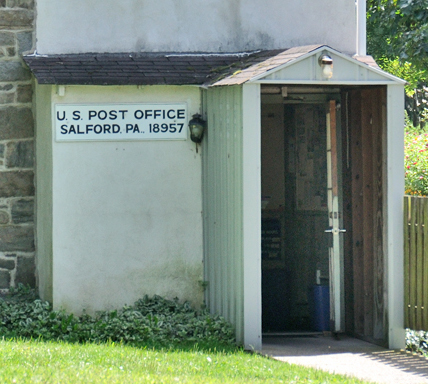 U.S. POST OFFICE
SALFORD, PA., 18957